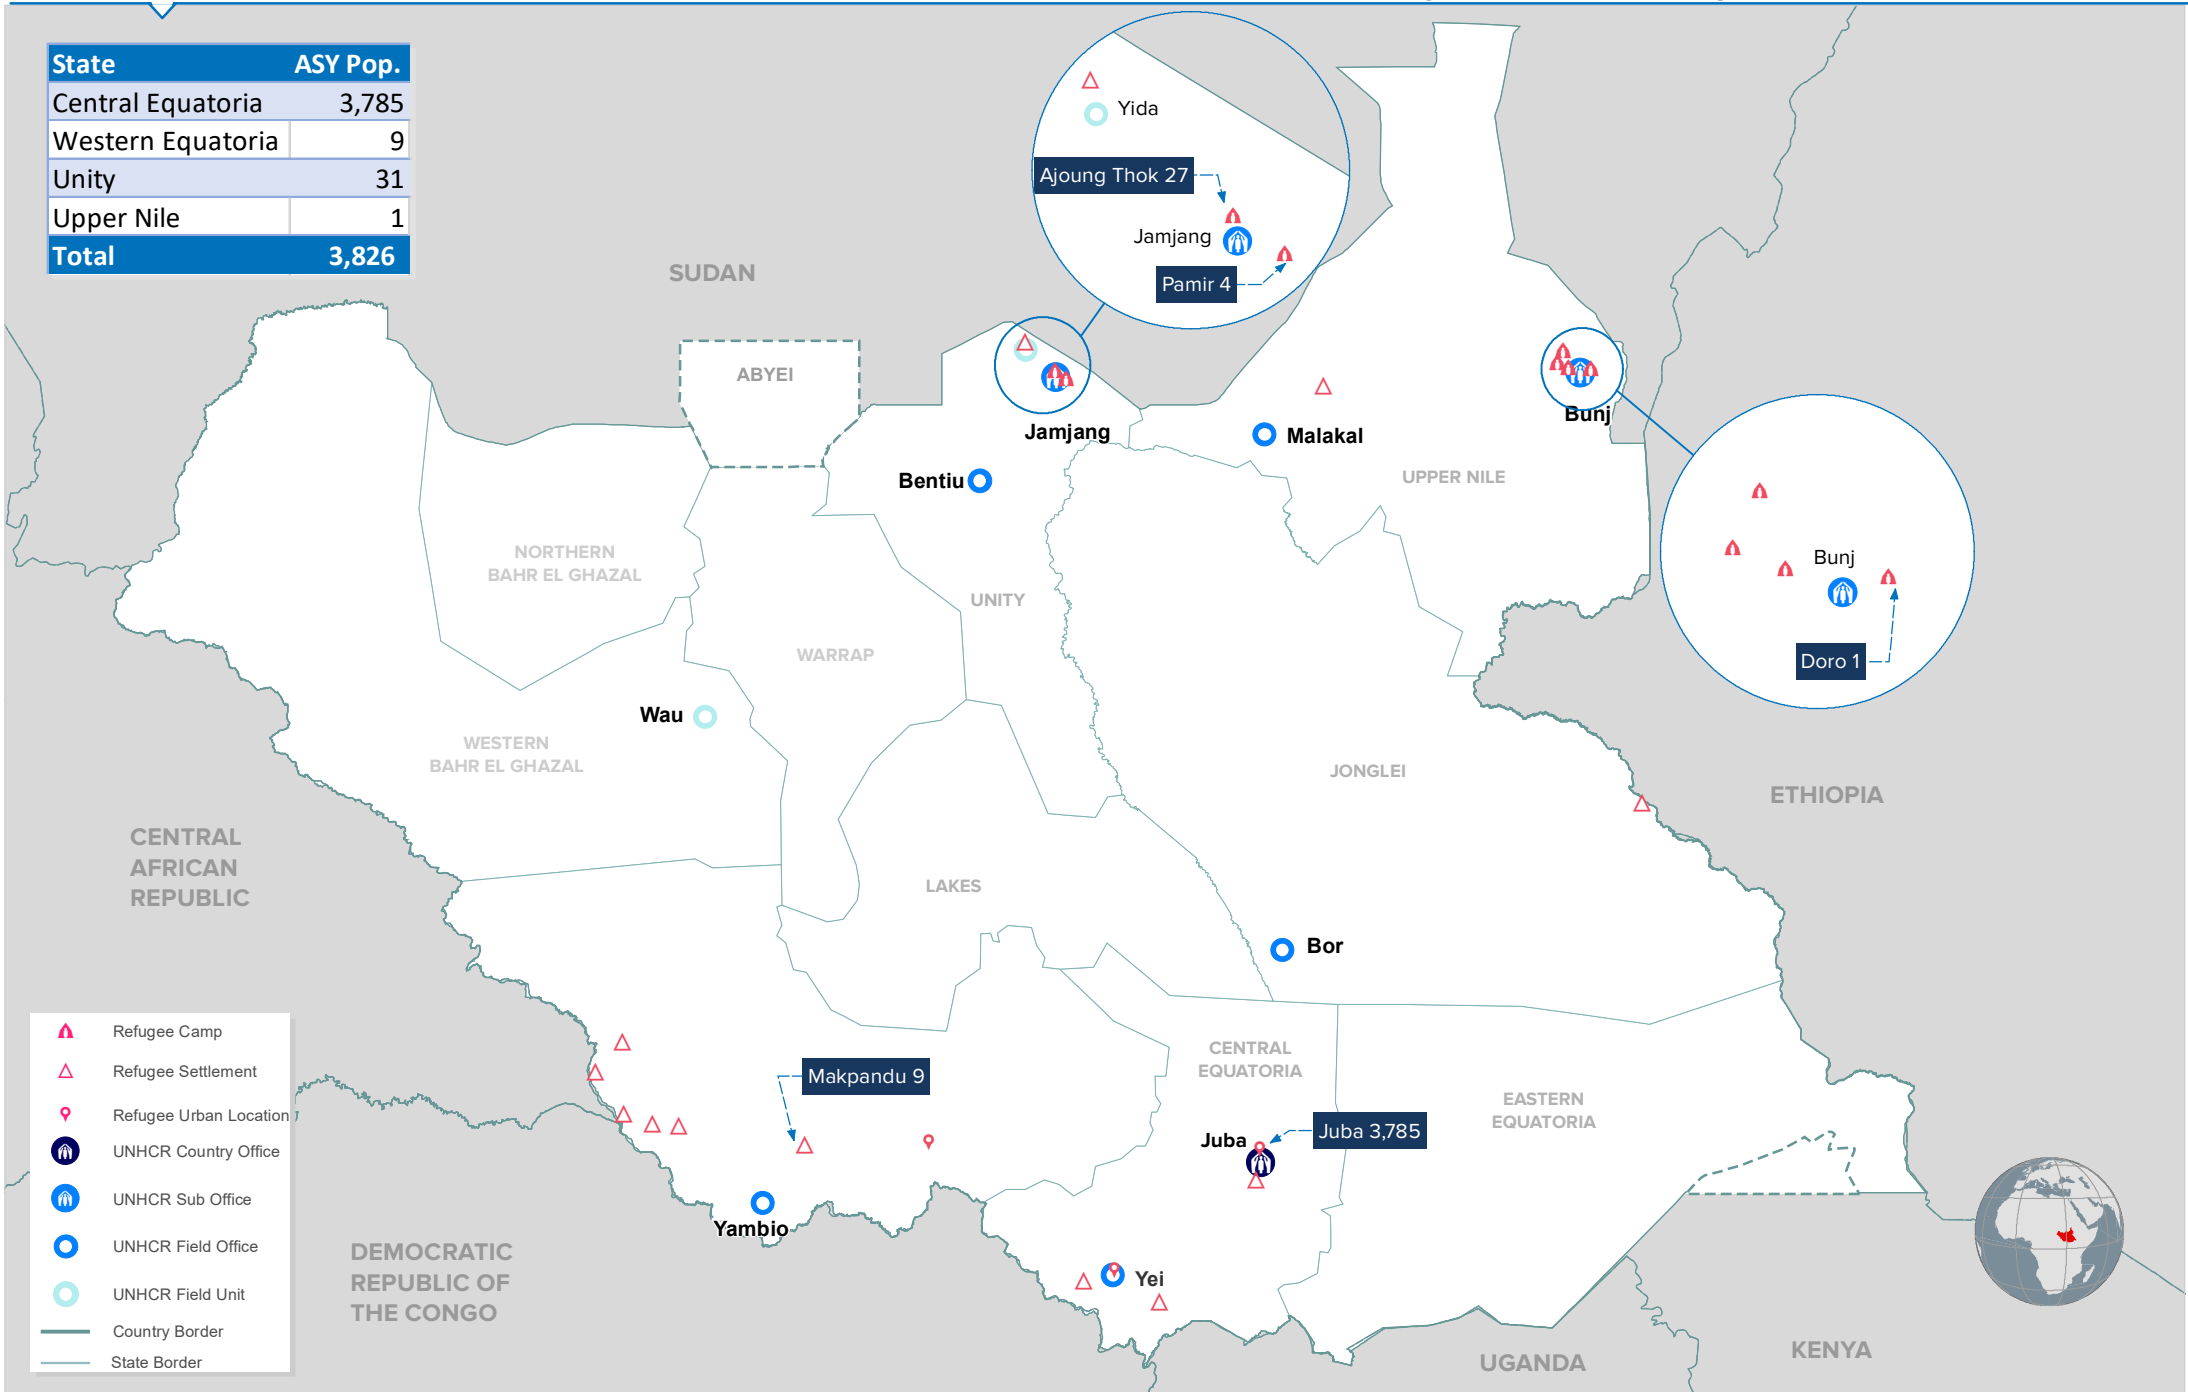 State ASY Pop.
Central Equatoria 3,785
Western Equatoria 9
Unity 31
Upper Nile 1
Total 3,826
Yida
Ajoung Thok 27
Jamjang
Pamir 4
SUDAN
ABYEI
Jamjang
Malakal
Bunj
Bentiu
UPPER NILE
NORTHERN
BAHR EL GHAZAL
UNITY
Bunj
Doro 1
WARRAP
Wau
WESTERN
BAHR EL GHAZAL
JONGLEI
ETHIOPIA
CENTRAL
AFRICAN
REPUBLIC
LAKES
Bor
CENTRAL
EQUATORIA
Makpandu 9
EASTERN
EQUATORIA
Juba
Juba 3,785
Yambio
Yei
DEMOCRATIC
REPUBLIC OF
THE CONGO
UGANDA
KENYA
Refugee Camp
Refugee Settlement
Refugee Urban Location
UNHCR Country Office
UNHCR Sub Office
UNHCR Field Office
UNHCR Field Unit
Country Border
State Border